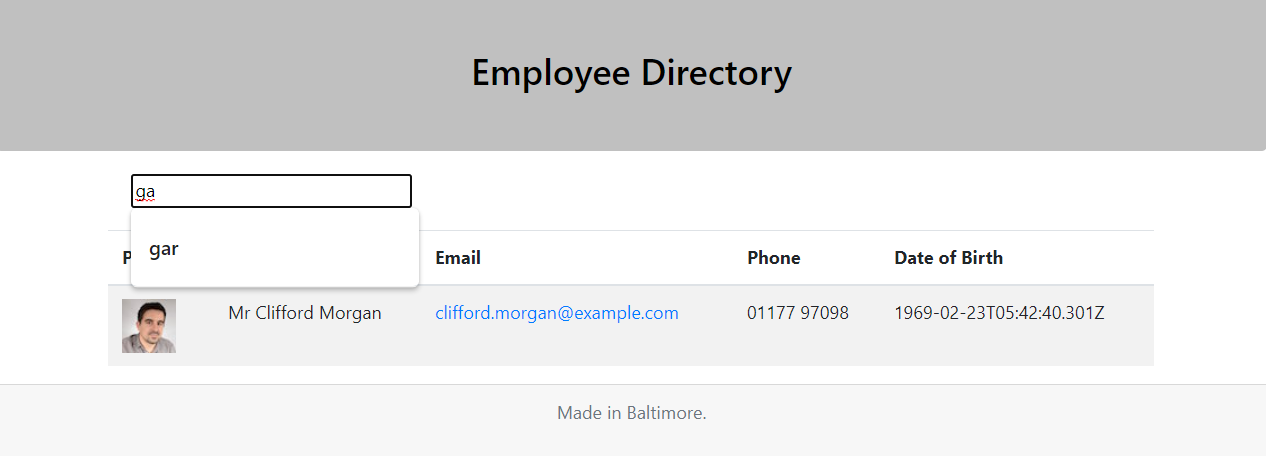 Employee Directory
ga
gar
P Email Phone Date of Birth
Mr Clifford Morgan clifford.morgan@example.com 01177 97098 1969-02-23T05:42:40.301Z
Made in Baltimore.